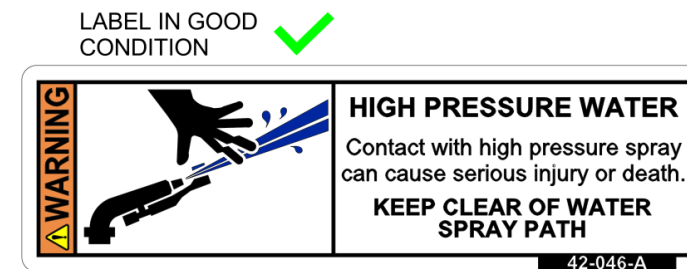 LABEL IN GOOD
CONDITION
WARNING
HIGH PRESSURE WATER
Contact with high pressure spray
can cause serious injury or death.
KEEP CLEAR OF WATER
SPRAY PATH
42-046-A